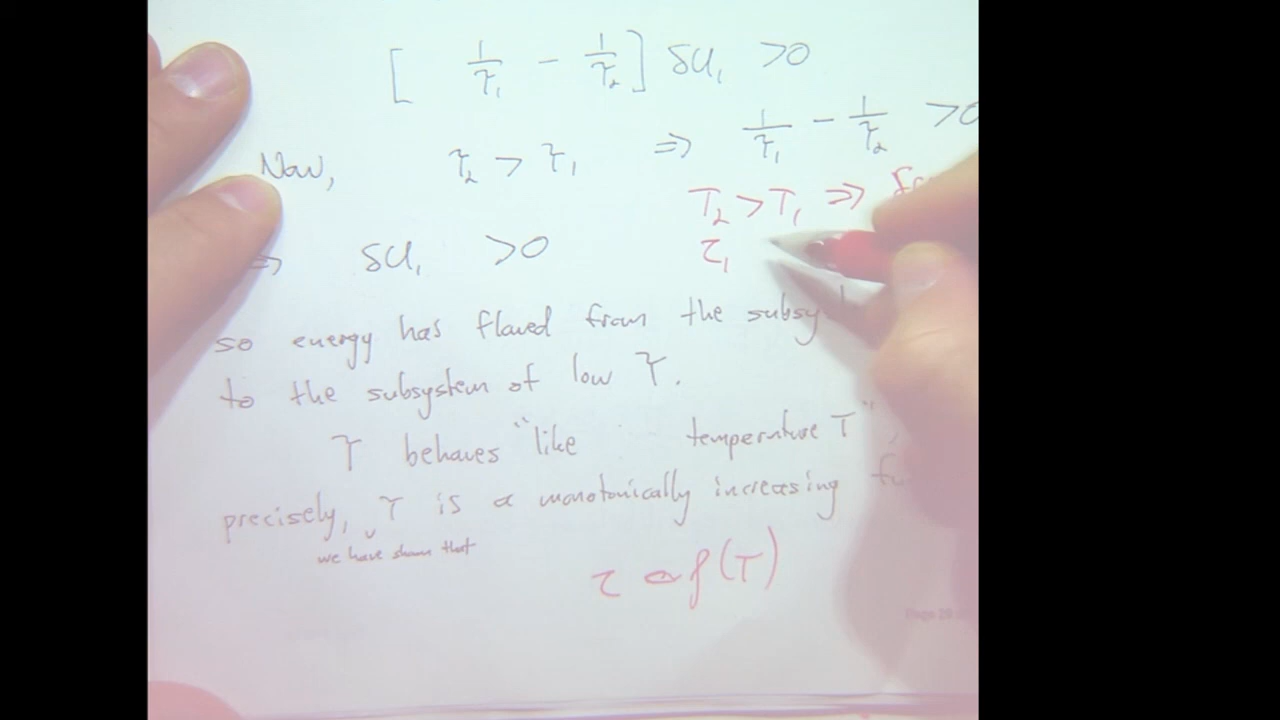 [ 1/τ₁ - 1/τ₂ ] δU₁ >0
Now, τ₂ > τ₁ ⇒ 1/τ₁ - 1/τ₂ >0
T₂ > T₁ ⇒
⇒ δU₁ >0 τ₁
so energy has flowed from the
to the subsystem of low τ.
τ behaves "like temperature T",
precisely, τ is a monotonically increasing
we have shown that
τ f(T)